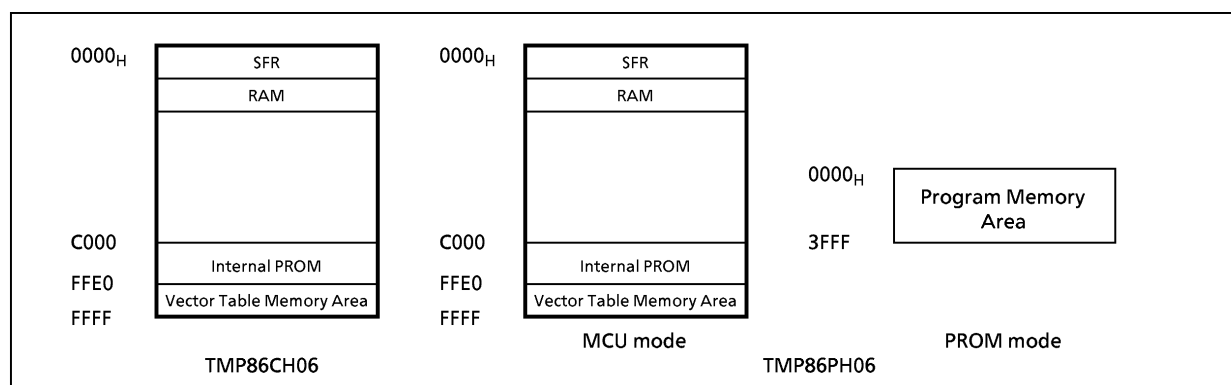 0000H
SFR
RAM
C000
Internal PROM
FFE0
Vector Table Memory Area
FFFF
TMP86CH06
0000H
SFR
RAM
C000
Internal PROM
FFE0
Vector Table Memory Area
FFFF
MCU mode
0000H
Program Memory
Area
3FFF
PROM mode
TMP86PH06